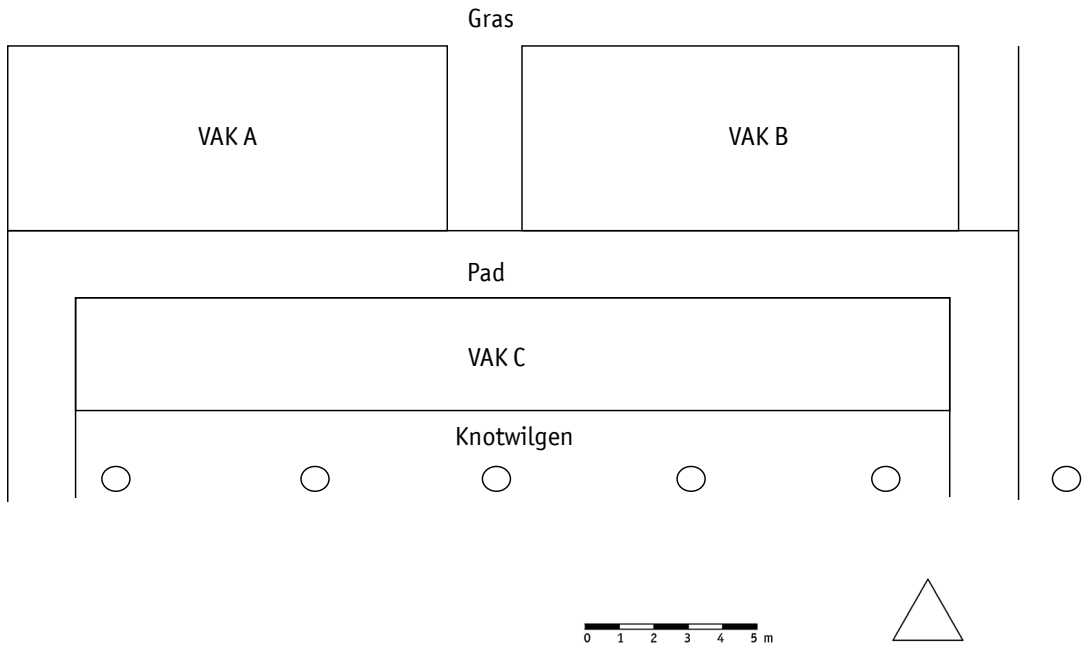 Gras
VAK A
VAK B
Pad
VAK C
Knotwilgen
0 1 2 3 4 5 m